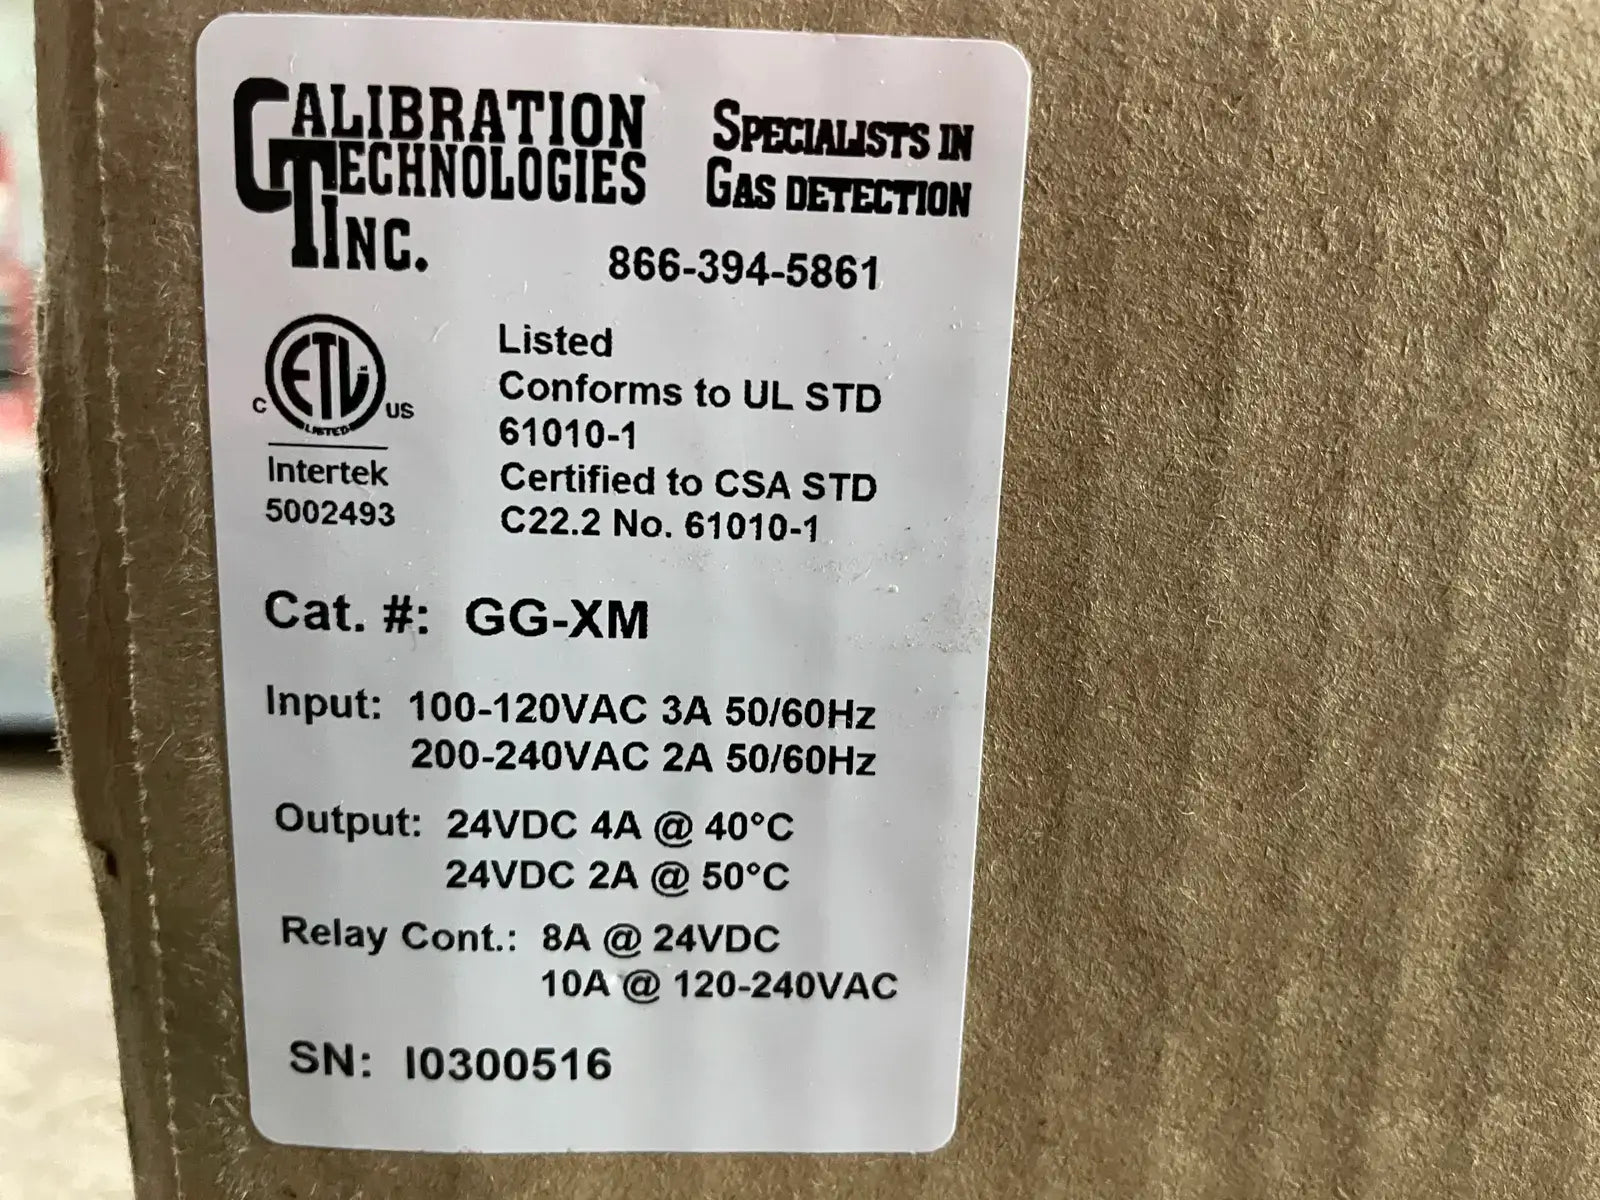 CALIBRATION
TECHNOLOGIES
INC.
SPECIALISTS IN
GAS DETECTION
866-394-5861
ETL
C US
LISTED
Intertek
5002493
Listed
Conforms to UL STD
61010-1
Certified to CSA STD
C22.2 No. 61010-1
Cat. #: GG-XM
Input: 100-120VAC 3A 50/60Hz
200-240VAC 2A 50/60Hz
Output: 24VDC 4A @ 40°C
24VDC 2A @ 50°C
Relay Cont.: 8A @ 24VDC
10A @ 120-240VAC
SN: I0300516